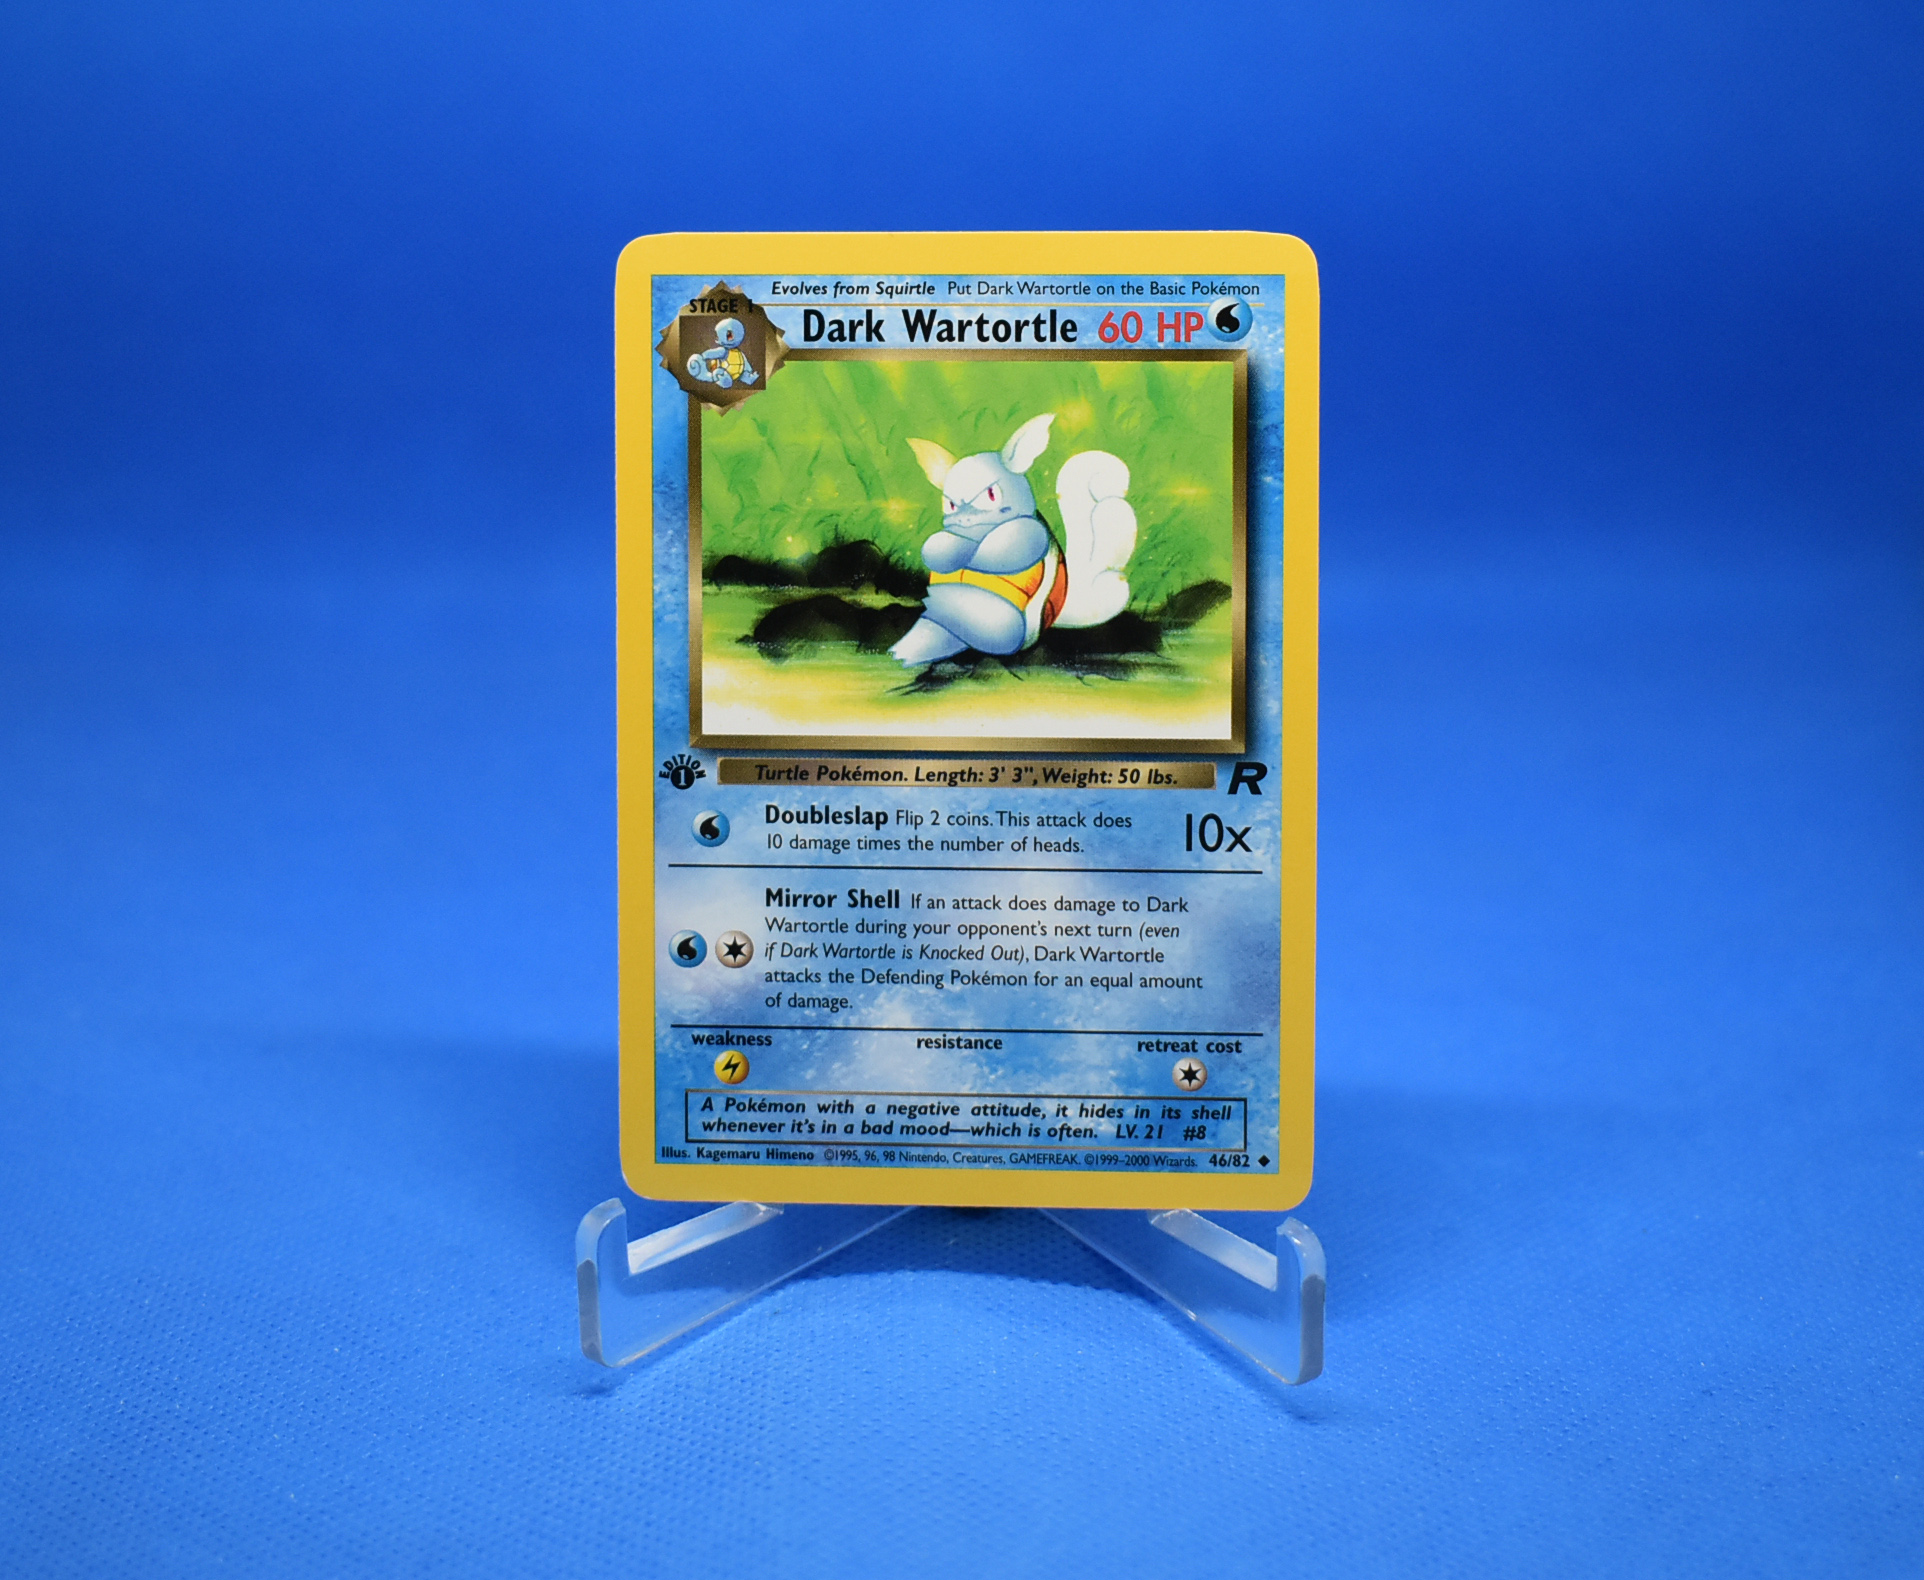 Evolves from Squirtle Put Dark Wartortle on the Basic Pokémon
STAGE 1
Dark Wartortle 60 HP
EDITION
1
Turtle Pokémon. Length: 3' 3", Weight: 50 lbs.
R
Doubleslap Flip 2 coins. This attack does
10 damage times the number of heads.
10x
Mirror Shell If an attack does damage to Dark
Wartortle during your opponent's next turn (even
if Dark Wartortle is Knocked Out), Dark Wartortle
attacks the Defending Pokémon for an equal amount
of damage.
weakness resistance retreat cost
A Pokémon with a negative attitude, it hides in its shell
whenever it's in a bad mood—which is often. LV. 21 #8
Illus. Kagemaru Himeno ©1995, 96, 98 Nintendo, Creatures, GAMEFREAK. ©1999–2000 Wizards. 46/82